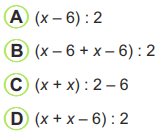 A (x – 6) : 2
B (x – 6 + x – 6) : 2
C (x + x) : 2 – 6
D (x + x – 6) : 2